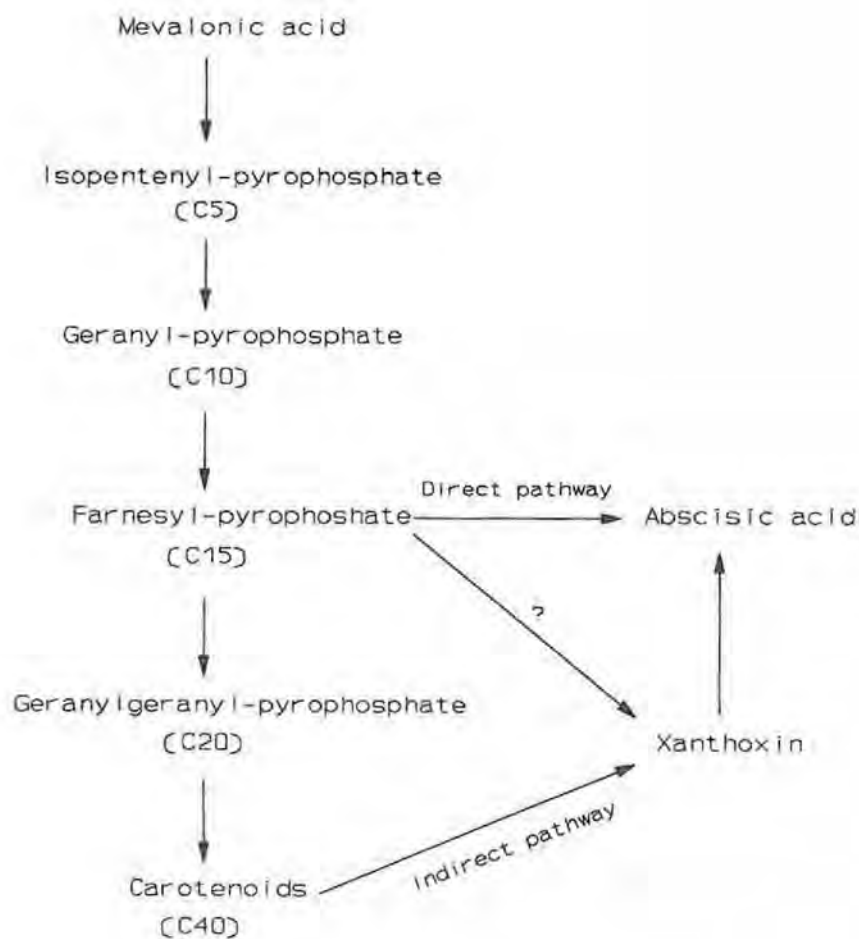 Mevalonic acid
Isopentenyl-pyrophosphate
(C5)
Geranyl-pyrophosphate
(C10)
Direct pathway
Farnesyl-pyrophoshate
Abscisic acid
(C15)
?
Geranylgeranyl-pyrophosphate
(C20)
Xanthoxin
Indirect pathway
Carotenoids
(C40)